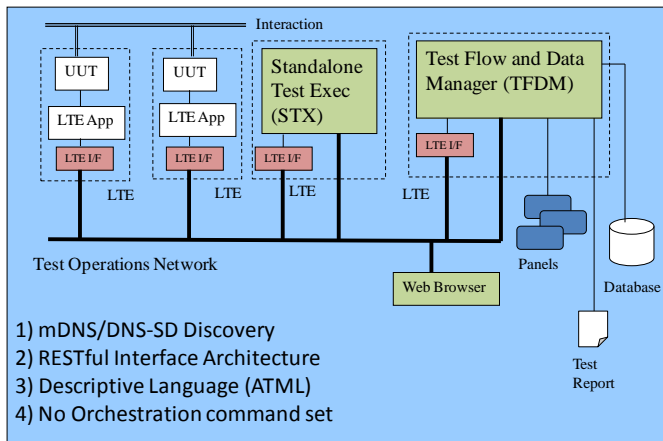 Interaction
UUT
UUT
Standalone
Test Exec
(STX)
Test Flow and Data
Manager (TFDM)
LTE App
LTE App
LTE I/F
LTE I/F
LTE I/F
LTE I/F
LTE
LTE
LTE
LTE
Test Operations Network
Web Browser
Panels
Database
Test
Report
1) mDNS/DNS-SD Discovery
2) RESTful Interface Architecture
3) Descriptive Language (ATML)
4) No Orchestration command set